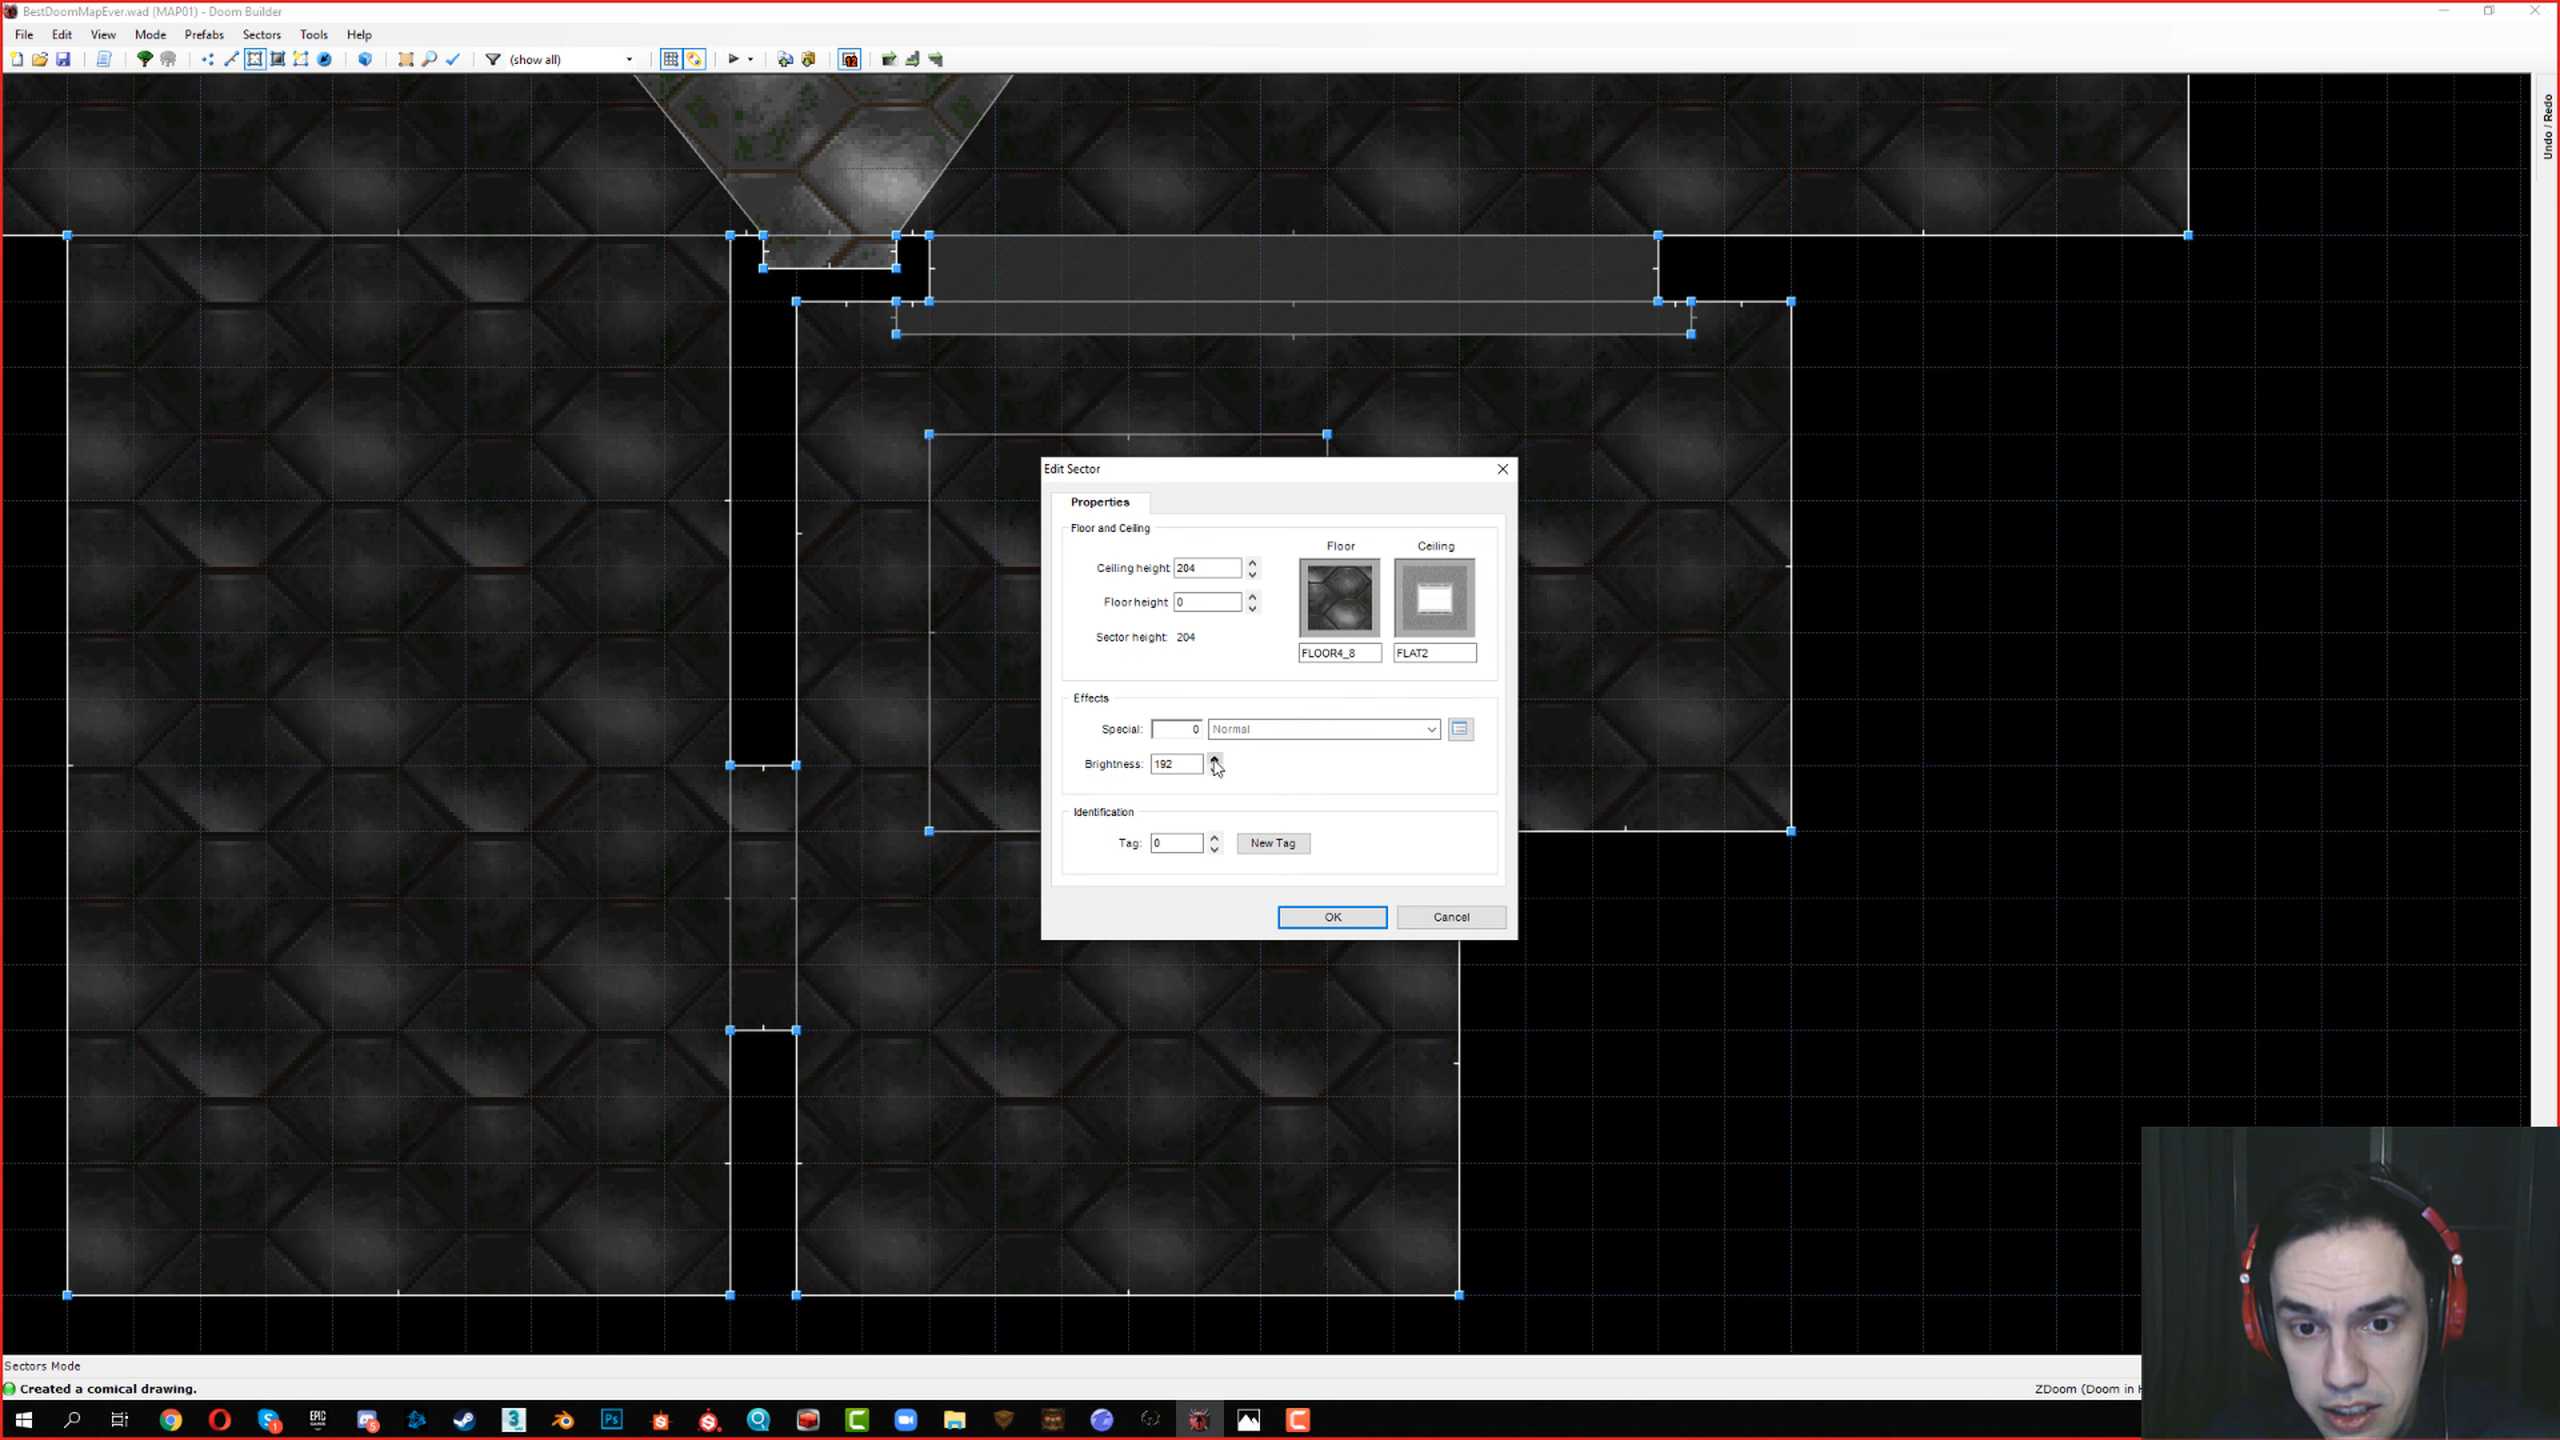 BestDoomMapEver.wad (MAP01) - Doom Builder
File Edit View Mode Prefabs Sectors Tools Help
(show all)
Undo / Redo
Edit Sector
Properties
Floor and Ceiling
Floor Ceiling
Ceiling height 204
Floor height 0
Sector height: 204
FLOOR4_8 FLAT2
Effects
Special: 0 Normal
Brightness: 192
Identification
Tag: 0 New Tag
OK Cancel
Sectors Mode
Created a comical drawing.
ZDoom (Doom in H
EPIC GAMES
Ps